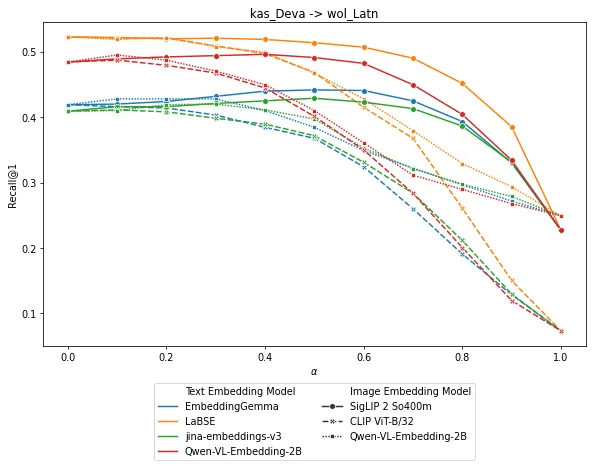 kas_Deva -> wol_Latn
Recall@1
0.5
0.4
0.3
0.2
0.1
0.0 0.2 0.4 0.6 0.8 1.0
α
Text Embedding Model Image Embedding Model
EmbeddingGemma SigLIP 2 So400m
LaBSE CLIP ViT-B/32
jina-embeddings-v3 Qwen-VL-Embedding-2B
Qwen-VL-Embedding-2B